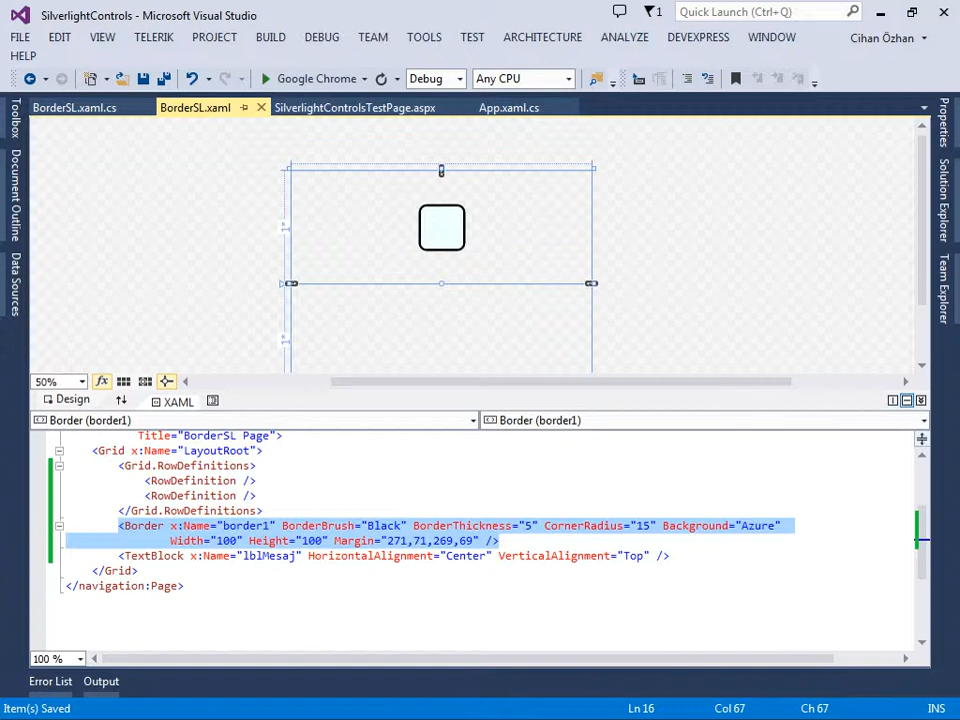 SilverlightControls - Microsoft Visual Studio
1
Quick Launch (Ctrl+Q)
FILE EDIT VIEW TELERIK PROJECT BUILD DEBUG TEAM TOOLS TEST ARCHITECTURE ANALYZE DEVEXPRESS WINDOW
Cihan Özhan
HELP
Google Chrome
Debug
Any CPU
BorderSL.xaml.cs
BorderSL.xaml
SilverlightControlsTestPage.aspx
App.xaml.cs
Toolbox
Document Outline
Data Sources
Properties
Solution Explorer
Team Explorer
1*
1*
50%
fx
Design
XAML
Border (border1)
Border (border1)
Title="BorderSL Page">
<Grid x:Name="LayoutRoot">
<Grid.RowDefinitions>
<RowDefinition />
<RowDefinition />
</Grid.RowDefinitions>
<Border x:Name="border1" BorderBrush="Black" BorderThickness="5" CornerRadius="15" Background="Azure"
Width="100" Height="100" Margin="271,71,269,69" />
<TextBlock x:Name="lblMesaj" HorizontalAlignment="Center" VerticalAlignment="Top" />
</Grid>
</navigation:Page>
100 %
Error List
Output
Item(s) Saved
Ln 16
Col 67
Ch 67
INS